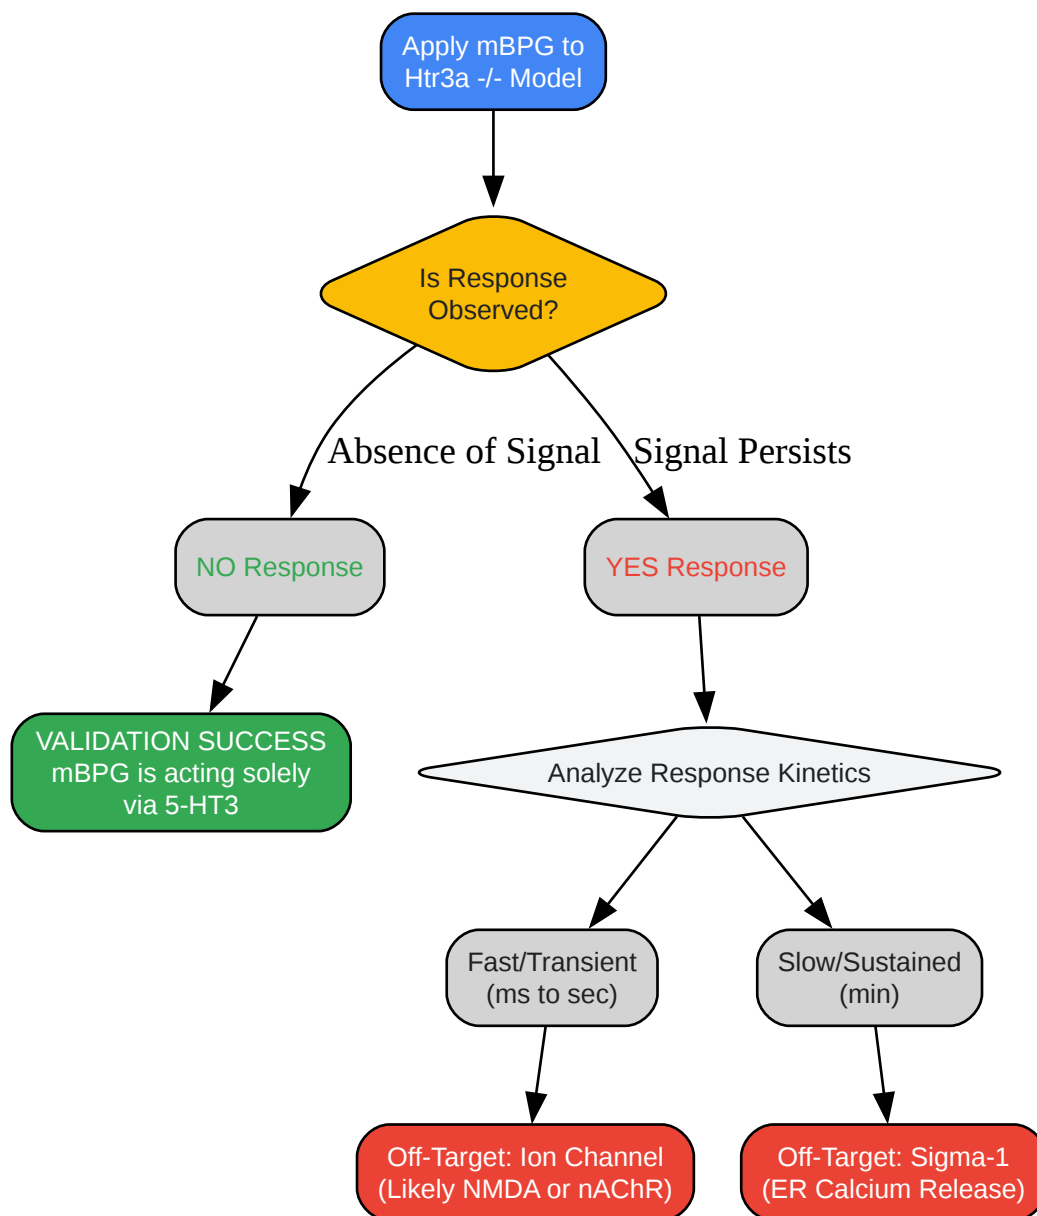 Apply mBPG to
Htr3a -/- Model
Is Response
Observed?
Absence of Signal
Signal Persists
NO Response
YES Response
VALIDATION SUCCESS
mBPG is acting solely
via 5-HT3
Analyze Response Kinetics
Fast/Transient
(ms to sec)
Slow/Sustained
(min)
Off-Target: Ion Channel
(Likely NMDA or nAChR)
Off-Target: Sigma-1
(ER Calcium Release)